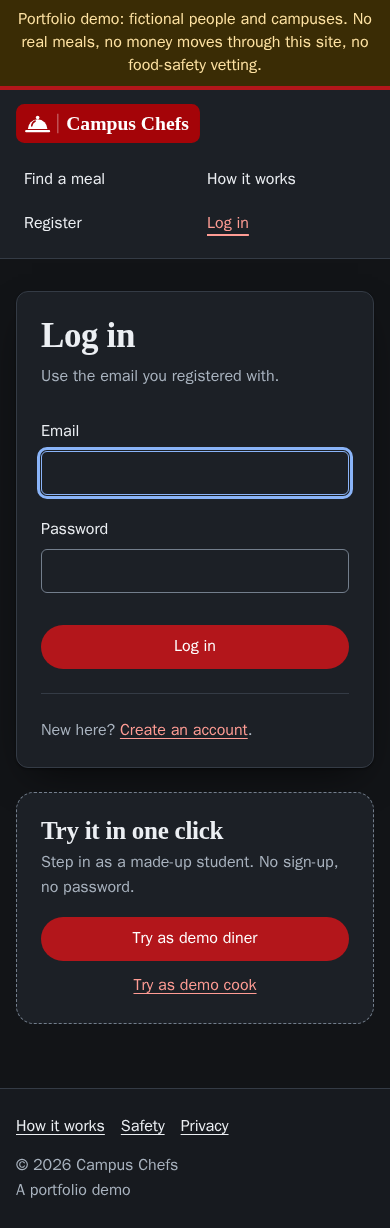 Portfolio demo: fictional people and campuses. No
real meals, no money moves through this site, no
food-safety vetting.
Campus Chefs
Find a meal
How it works
Register
Log in
Log in
Use the email you registered with.
Email
Password
Log in
New here? Create an account.
Try it in one click
Step in as a made-up student. No sign-up,
no password.
Try as demo diner
Try as demo cook
How it works Safety Privacy
© 2026 Campus Chefs
A portfolio demo